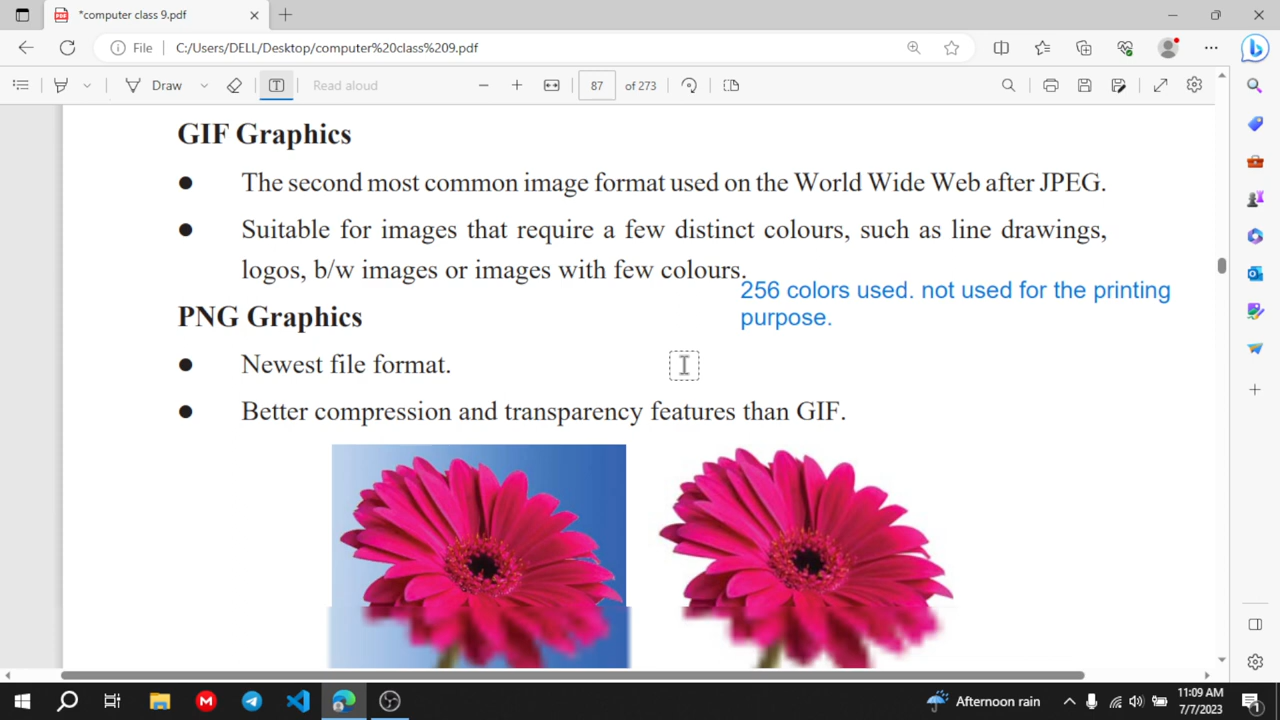 *computer class 9.pdf
File
C:/Users/DELL/Desktop/computer%20class%209.pdf
Draw
Read aloud
87
of 273
GIF Graphics
The second most common image format used on the World Wide Web after JPEG.
Suitable for images that require a few distinct colours, such as line drawings,
logos, b/w images or images with few colours.
256 colors used. not used for the printing
purpose.
PNG Graphics
Newest file format.
Better compression and transparency features than GIF.
Afternoon rain
11:09 AM
7/7/2023